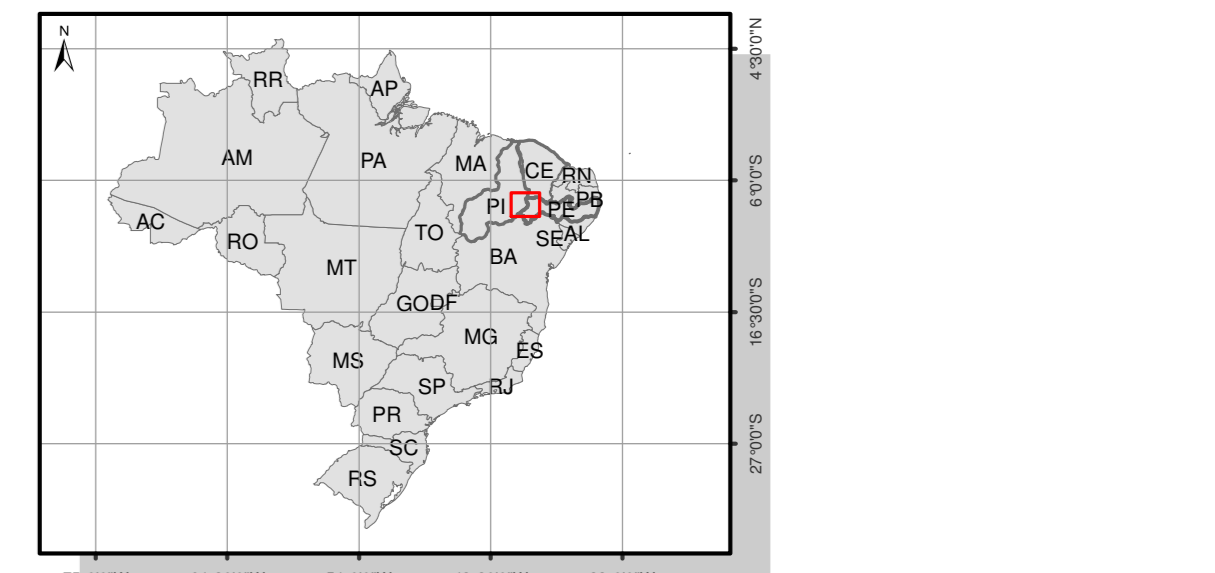 N
4°30'0"N
RR
AP
AM
PA
MA
CE
RN
6°0'0"S
PI
PE
PB
AC
RO
TO
SE
AL
MT
BA
GO
DF
16°30'0"S
MG
MS
ES
SP
RJ
PR
SC
27°0'0"S
RS